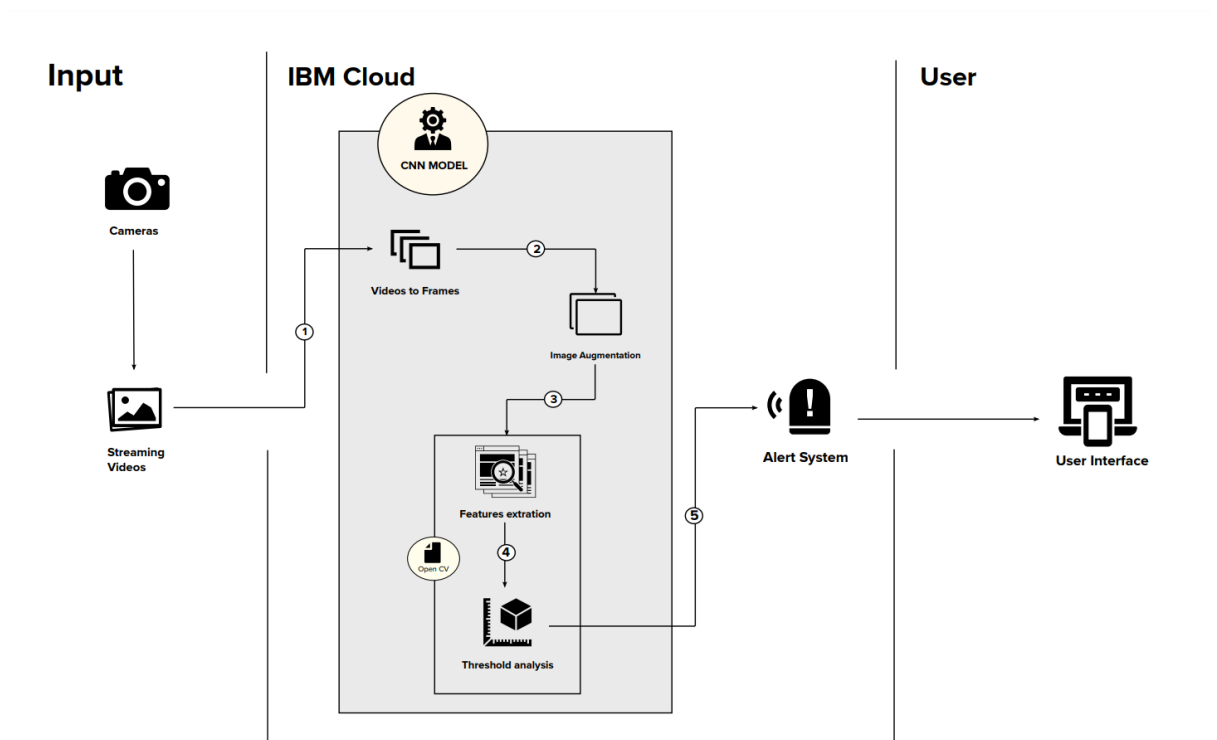 Input
IBM Cloud
User
CNN MODEL
Cameras
Videos to Frames
2
1
Image Augmentation
3
Streaming
Videos
Features extration
4
Open CV
Threshold analysis
5
!
Alert System
User Interface